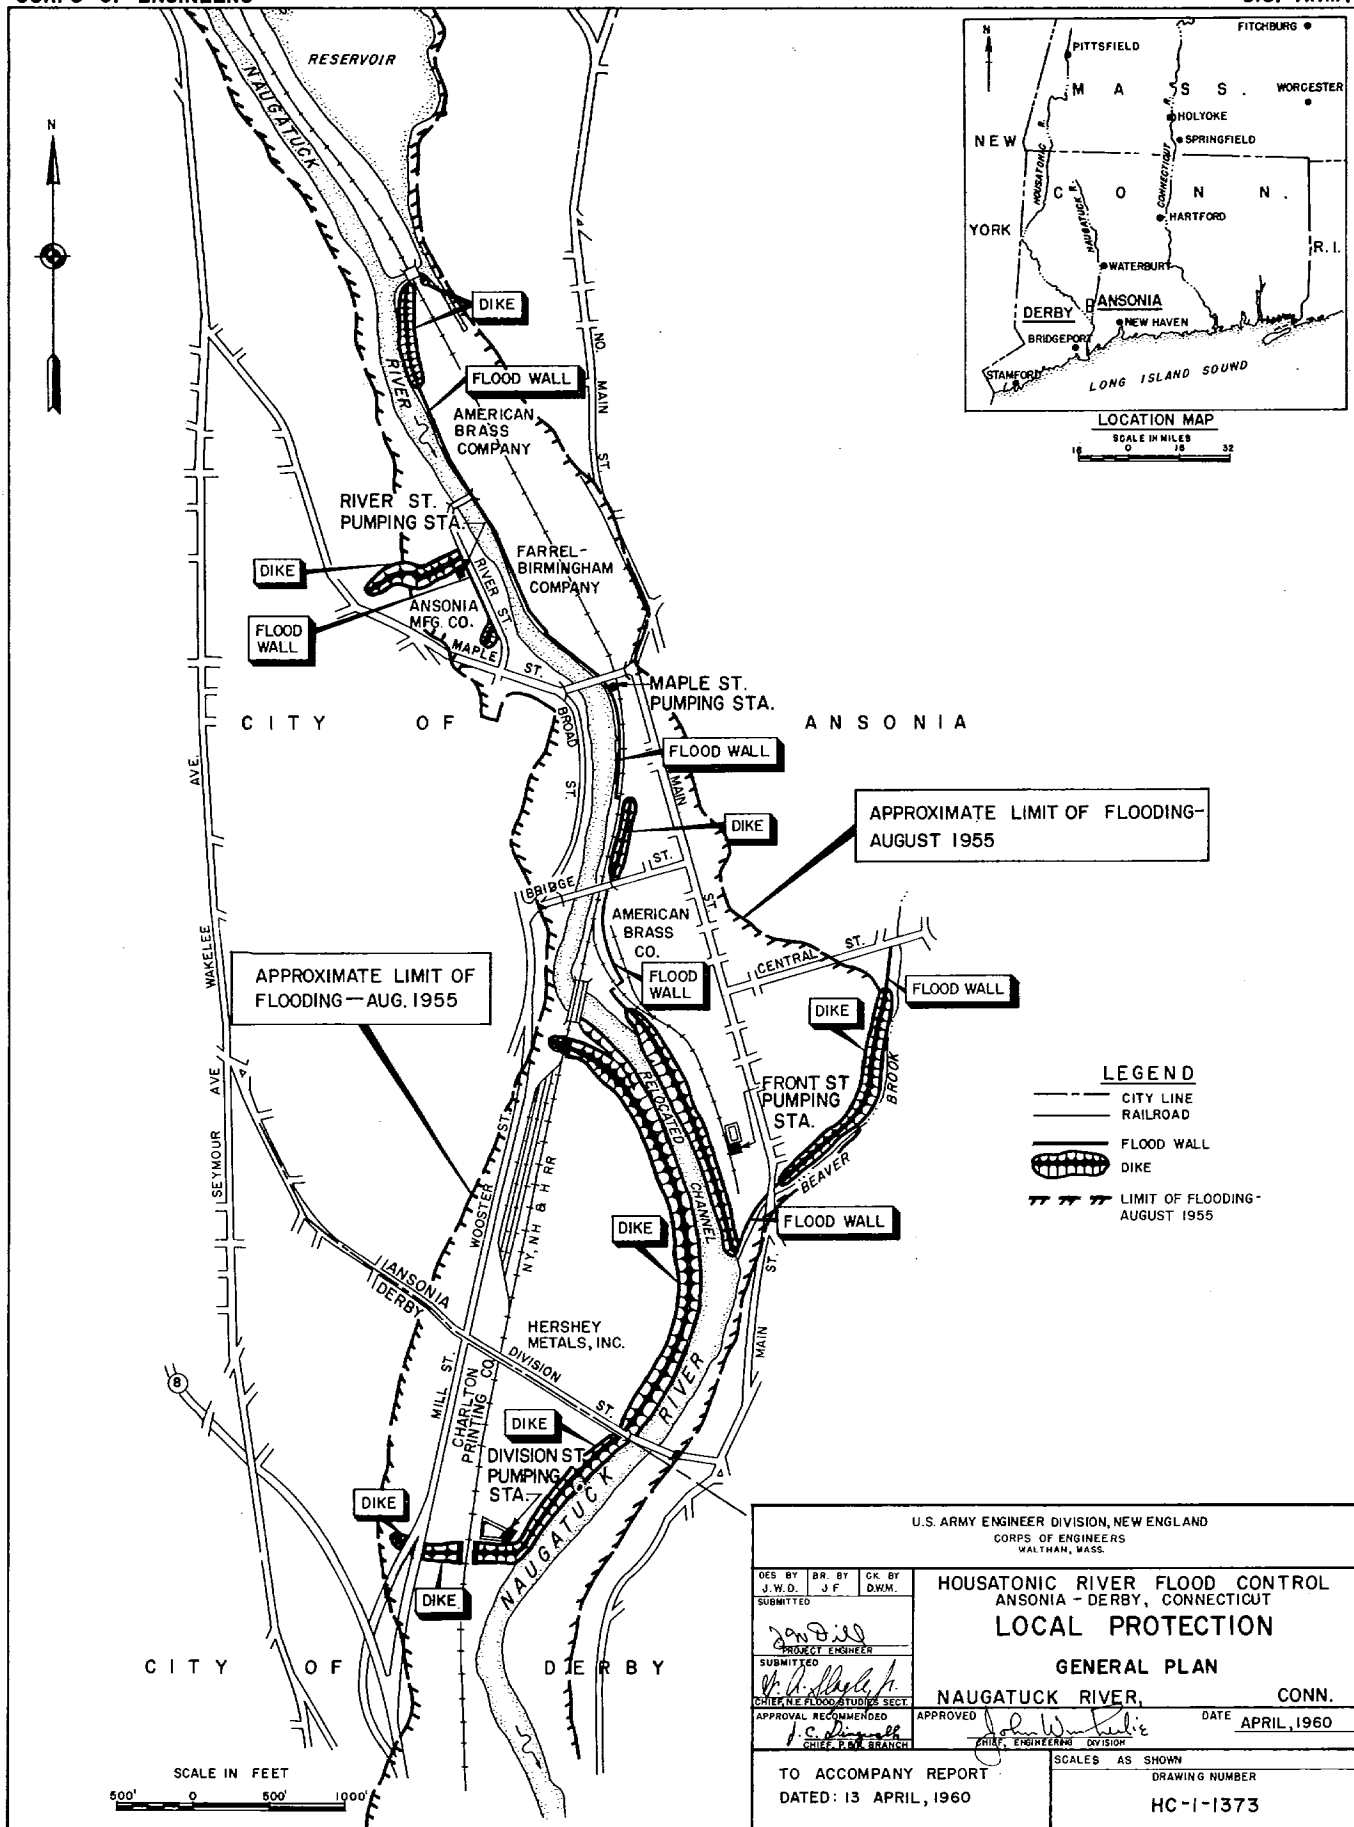 CORPS OF ENGINEERS
U.S. ARMY
RESERVOIR
NAUGATUCK
N
N
FITCHBURG
PITTSFIELD
M A S S .
WORCESTER
HOLYOKE
SPRINGFIELD
NEW
HOUSATONIC R.
CONNECTICUT R.
C O N N .
NAUGATUCK R.
HARTFORD
YORK
R.I.
WATERBURY
DERBY
ANSONIA
NEW HAVEN
BRIDGEPORT
STAMFORD
LONG ISLAND SOUND
LOCATION MAP
SCALE IN MILES
16 0 16 32
DIKE
RIVER
FLOOD WALL
NO. MAIN ST.
AMERICAN
BRASS
COMPANY
RIVER ST.
PUMPING STA.
DIKE
FARREL-
BIRMINGHAM
COMPANY
RIVER ST.
ANSONIA
MFG. CO.
FLOOD
WALL
MAPLE ST.
MAPLE ST.
PUMPING STA.
CITY OF ANSONIA
BROAD ST.
FLOOD WALL
MAIN ST.
DIKE
APPROXIMATE LIMIT OF FLOODING-
AUGUST 1955
BRIDGE ST.
WAKELEE AVE.
AMERICAN
BRASS
CO.
CENTRAL ST.
FLOOD
WALL
FLOOD WALL
APPROXIMATE LIMIT OF
FLOODING—AUG. 1955
DIKE
BEAVER BROOK
RELOCATED CHANNEL
FRONT ST
PUMPING
STA.
LEGEND
CITY LINE
RAILROAD
FLOOD WALL
DIKE
LIMIT OF FLOODING-
AUGUST 1955
SEYMOUR AVE
WOOSTER ST.
NY, NH & H RR
DIKE
FLOOD WALL
MAIN ST.
ANSONIA
DERBY
HERSHEY
METALS, INC.
DIVISION ST.
8
MILL ST.
CHARLTON
PRINTING CO.
DIKE
DIVISION ST
PUMPING
STA.
NAUGATUCK RIVER
DIKE
DIKE
CITY OF DERBY
SCALE IN FEET
500' 0 500' 1000'
U.S. ARMY ENGINEER DIVISION, NEW ENGLAND
CORPS OF ENGINEERS
WALTHAM, MASS.
DES BY
J.W.D.
DR. BY
J F
CK. BY
D.W.M.
SUBMITTED
PROJECT ENGINEER
SUBMITTED
CHIEF, N.E. FLOOD STUDIES SECT.
APPROVAL RECOMMENDED
CHIEF, P.&R. BRANCH
HOUSATONIC RIVER FLOOD CONTROL
ANSONIA - DERBY, CONNECTICUT
LOCAL PROTECTION
GENERAL PLAN
NAUGATUCK RIVER, CONN.
APPROVED
CHIEF, ENGINEERING DIVISION
DATE APRIL, 1960
TO ACCOMPANY REPORT
DATED: 13 APRIL, 1960
SCALES AS SHOWN
DRAWING NUMBER
HC-1-1373